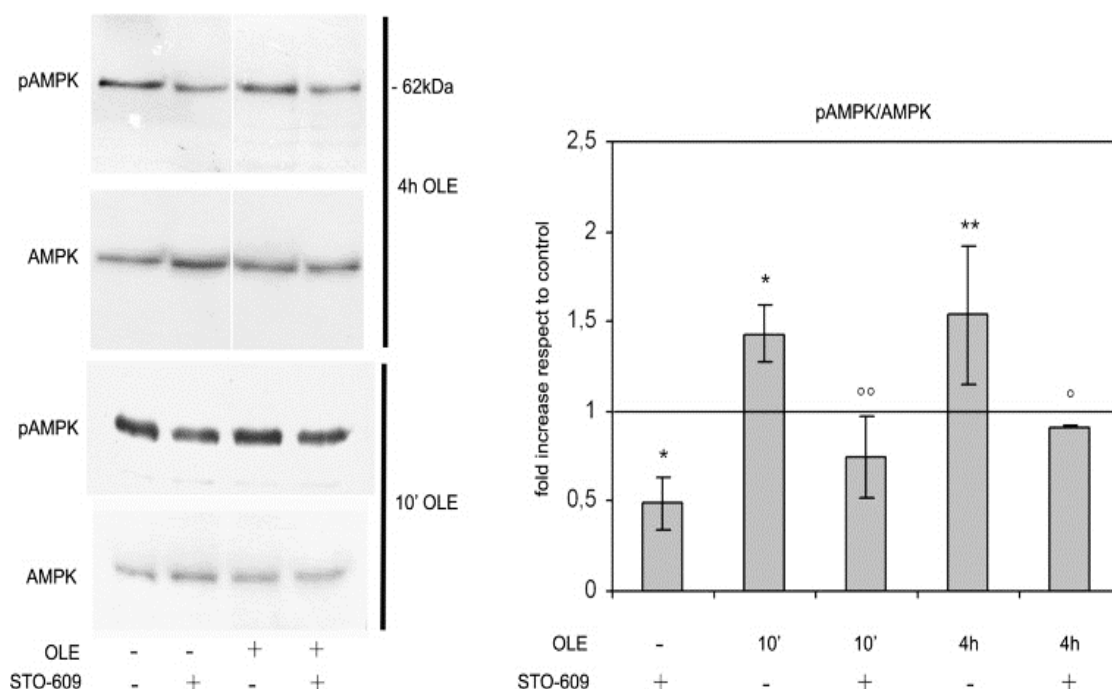 pAMPK
- 62kDa
4h OLE
AMPK
pAMPK
10' OLE
AMPK
OLE - - + +
STO-609 - + - +
pAMPK/AMPK
fold increase respect to control
2,5
2
1,5
1
0,5
0
* * °° ** °
OLE - 10' 10' 4h 4h
STO-609 + - + - +